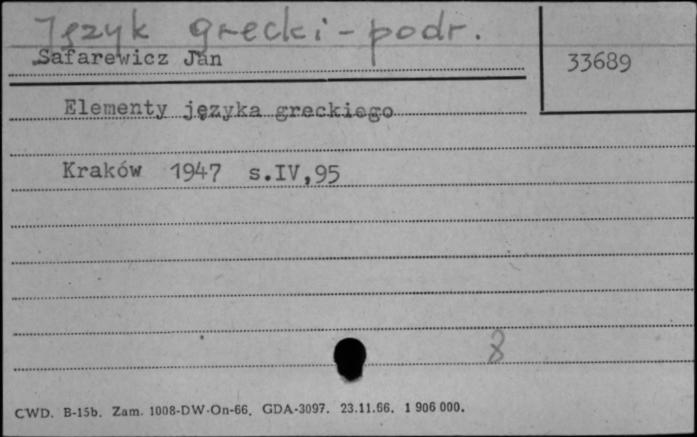 Język grecki - podr.
Safarewicz Jan
33689
Elementy języka greckiego
Kraków 1947 s.IV,95
8
CWD. B-15b. Zam. 1008-DW-On-66. GDA-3097. 23.11.66. 1 906 000.